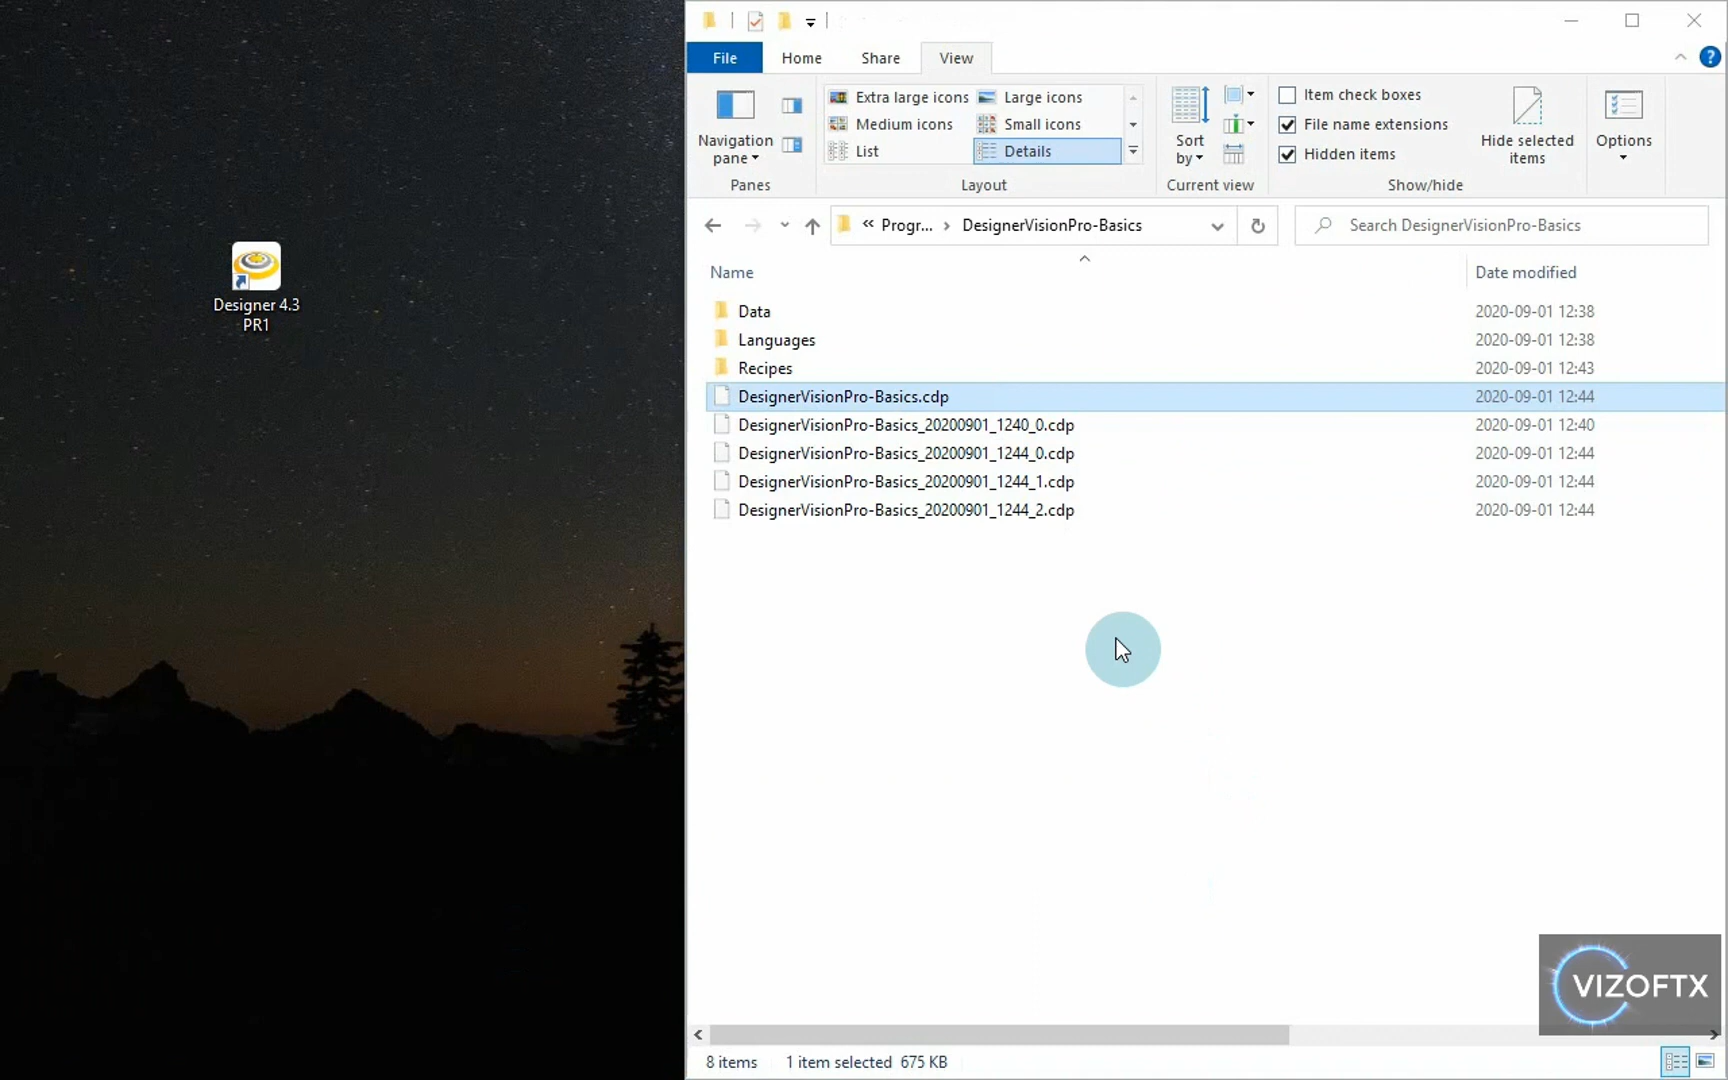 File Home Share View
Extra large icons Large icons
Medium icons Small icons
List Details
Navigation pane
Sort by
Item check boxes
File name extensions
Hidden items
Hide selected items
Options
Panes Layout Current view Show/hide
« Progr... › DesignerVisionPro-Basics
Search DesignerVisionPro-Basics
Name Date modified
Data 2020-09-01 12:38
Languages 2020-09-01 12:38
Recipes 2020-09-01 12:43
DesignerVisionPro-Basics.cdp 2020-09-01 12:44
DesignerVisionPro-Basics_20200901_1240_0.cdp 2020-09-01 12:40
DesignerVisionPro-Basics_20200901_1244_0.cdp 2020-09-01 12:44
DesignerVisionPro-Basics_20200901_1244_1.cdp 2020-09-01 12:44
DesignerVisionPro-Basics_20200901_1244_2.cdp 2020-09-01 12:44
Designer 4.3
PR1
VIZOFTX
8 items 1 item selected 675 KB